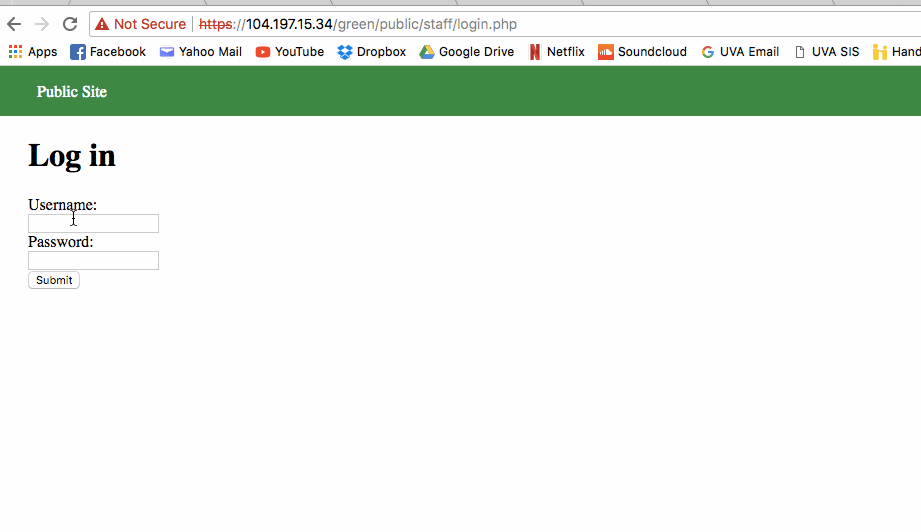 Not Secure https://104.197.15.34/green/public/staff/login.php
Apps Facebook Yahoo Mail YouTube Dropbox Google Drive Netflix Soundcloud UVA Email UVA SIS Hand
Public Site
Log in
Username:
Password:
Submit